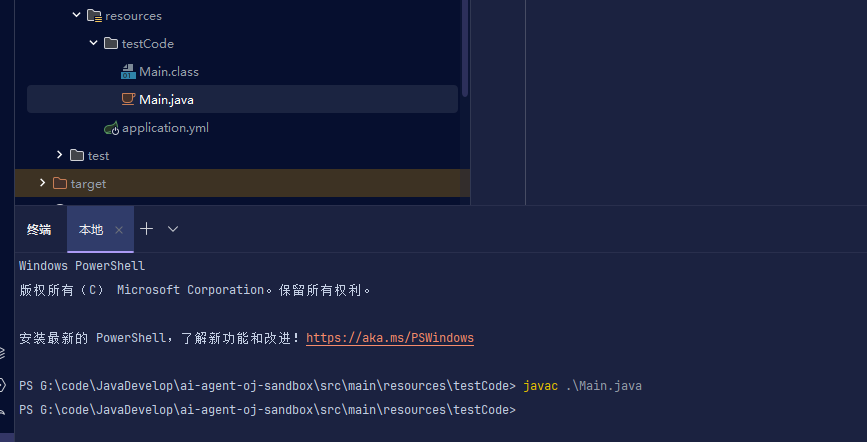 resources
testCode
Main.class
Main.java
application.yml
test
target
终端 本地
Windows PowerShell
版权所有（C） Microsoft Corporation。保留所有权利。
安装最新的 PowerShell，了解新功能和改进！https://aka.ms/PSWindows
PS G:\code\JavaDevelop\ai-agent-oj-sandbox\src\main\resources\testCode> javac .\Main.java
PS G:\code\JavaDevelop\ai-agent-oj-sandbox\src\main\resources\testCode>